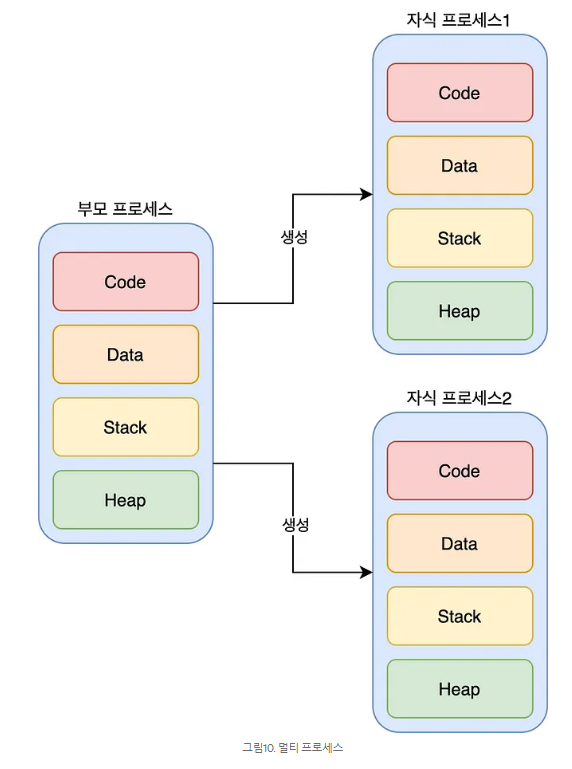 부모 프로세스
Code
Data
Stack
Heap
생성
생성
자식 프로세스1
Code
Data
Stack
Heap
자식 프로세스2
Code
Data
Stack
Heap
그림10. 멀티 프로세스